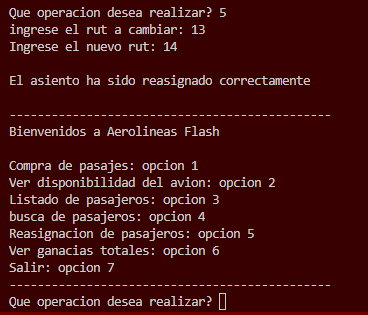 Que operacion desea realizar? 5
ingrese el rut a cambiar: 13
Ingrese el nuevo rut: 14
El asiento ha sido reasignado correctamente
----------------------------------------------
Bienvenidos a Aerolineas Flash
Compra de pasajes: opcion 1
Ver disponibilidad del avion: opcion 2
Listado de pasajeros: opcion 3
busca de pasajeros: opcion 4
Reasignacion de pasajeros: opcion 5
Ver ganacias totales: opcion 6
Salir: opcion 7
----------------------------------------------
Que operacion desea realizar?